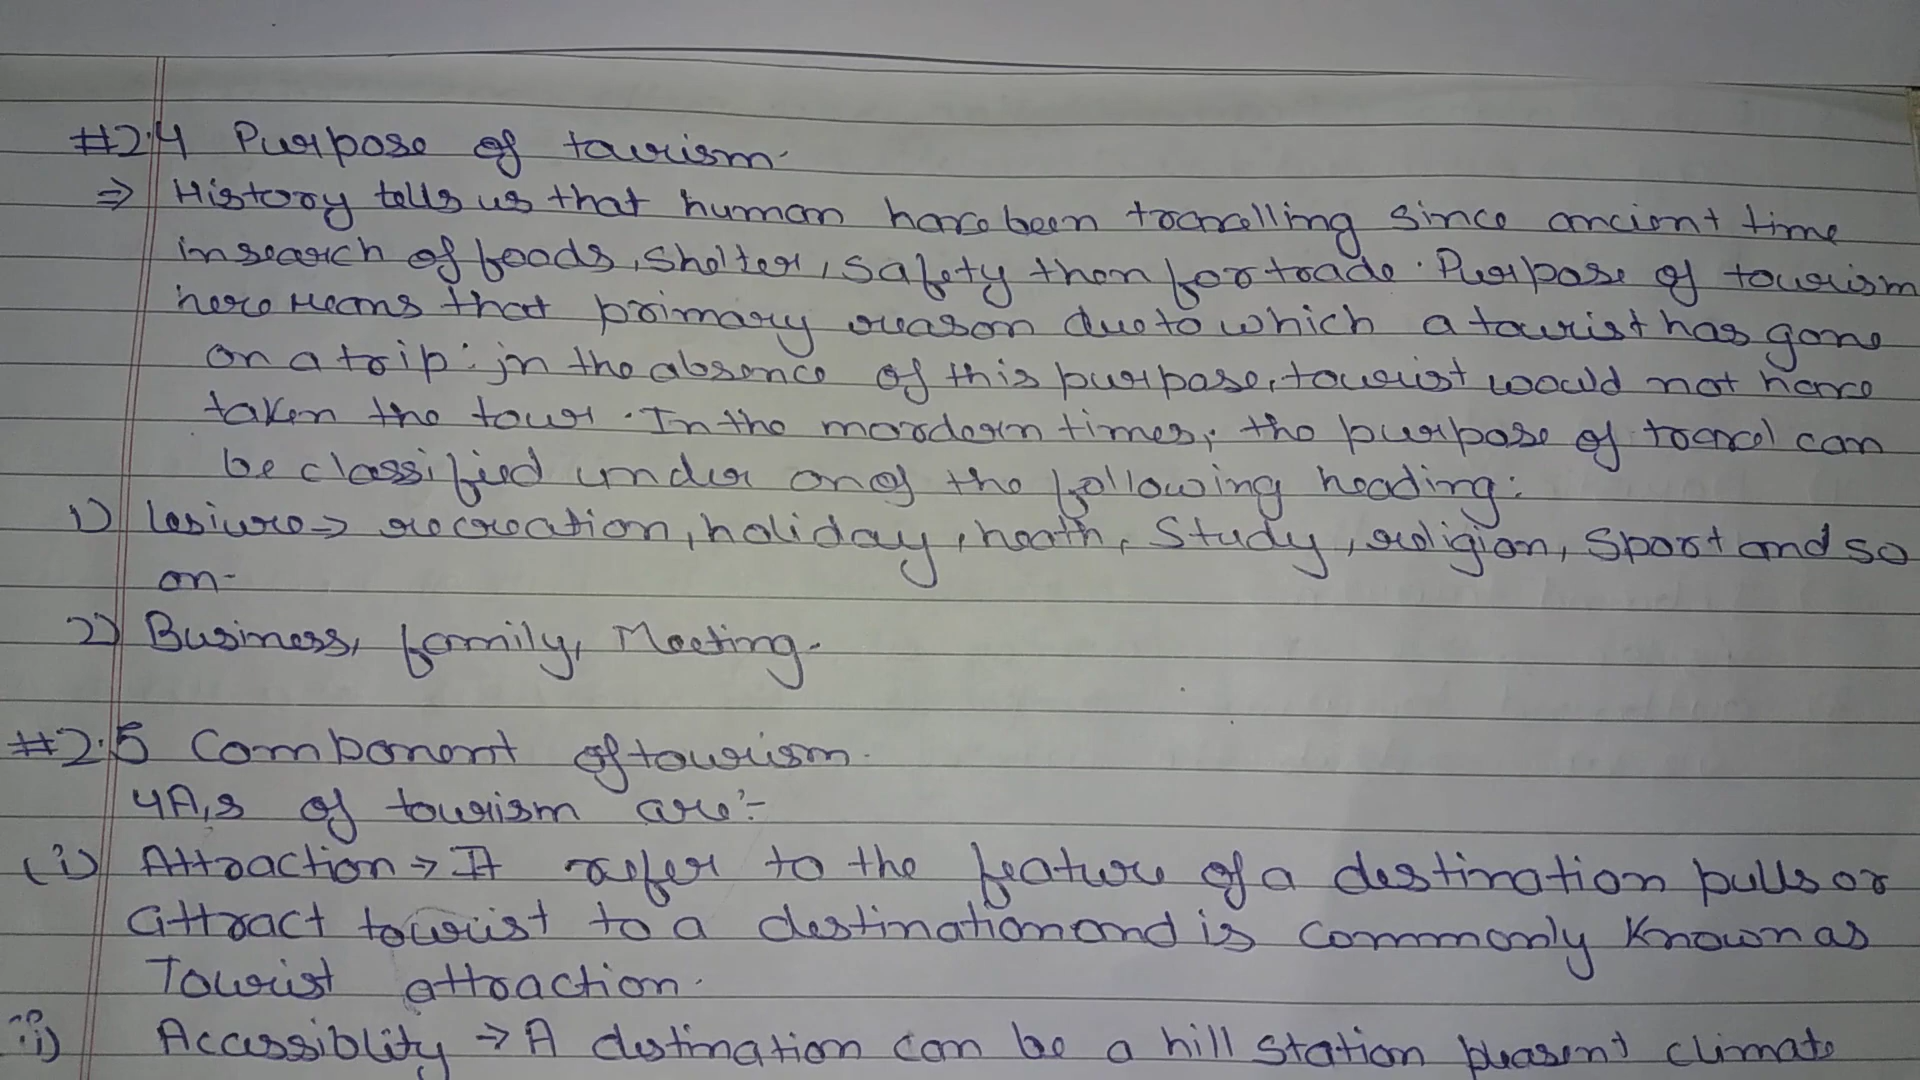 #2.4 Purpose of tourism.
⇒ History tells us that human have been travelling since ancient time
in search of foods, shelter, safety then for trade. Purpose of tourism
here means that primary reason due to which a tourist has gone
on a trip. in the absence of this purpose, tourist would not have
taken the tour. In the mordern times, the purpose of travel can
be classified under on of the following heading:
1) Lesiure ⇒ recreation, holiday, heath, Study, religion, Sport and so
on-
2) Business, family, Meeting.
#2.5 Component of tourism.
4A,s of tourism are:-
(i) Attraction → It refer to the feature of a destination pulls or
attract tourist to a destination and is commonly known as
Tourist attraction.
ii) Accessiblity → A destination can be a hill station pleasent climate